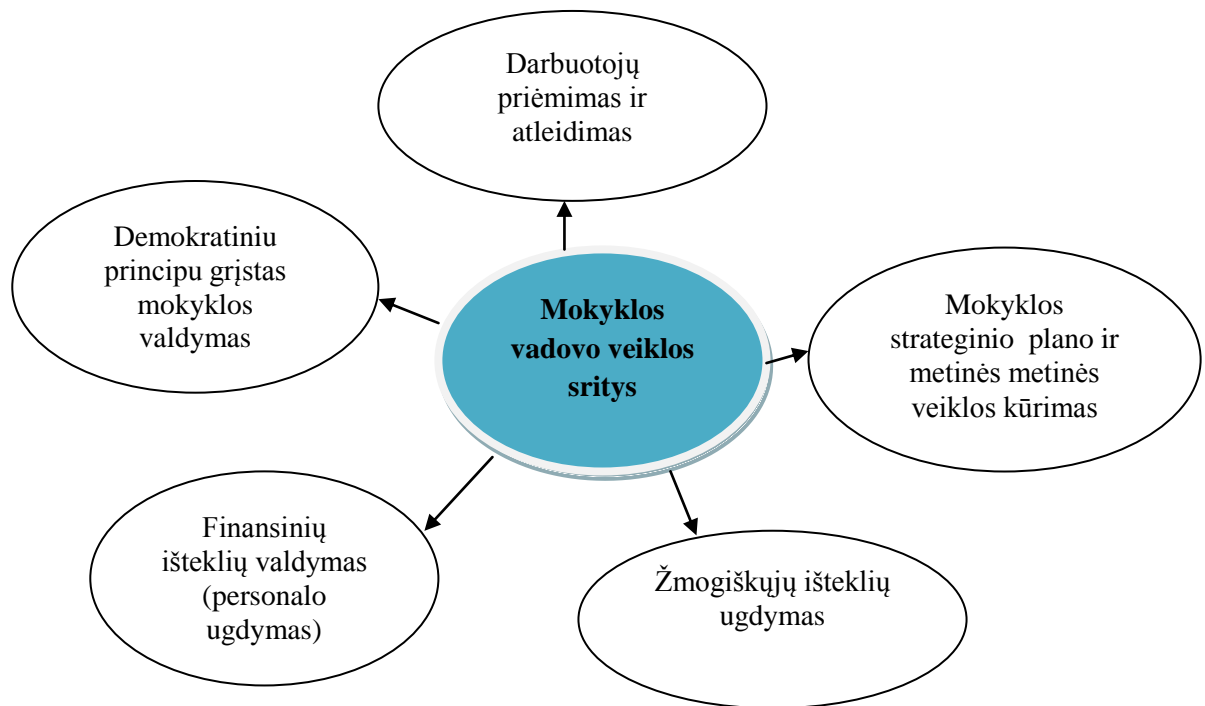 Darbuotojų
priėmimas ir
atleidimas
Demokratiniu
principu grįstas
mokyklos
valdymas
Mokyklos
vadovo veiklos
sritys
Mokyklos
strateginio plano ir
metinės metinės
veiklos kūrimas
Finansinių
išteklių valdymas
(personalo
ugdymas)
Žmogiškųjų išteklių
ugdymas